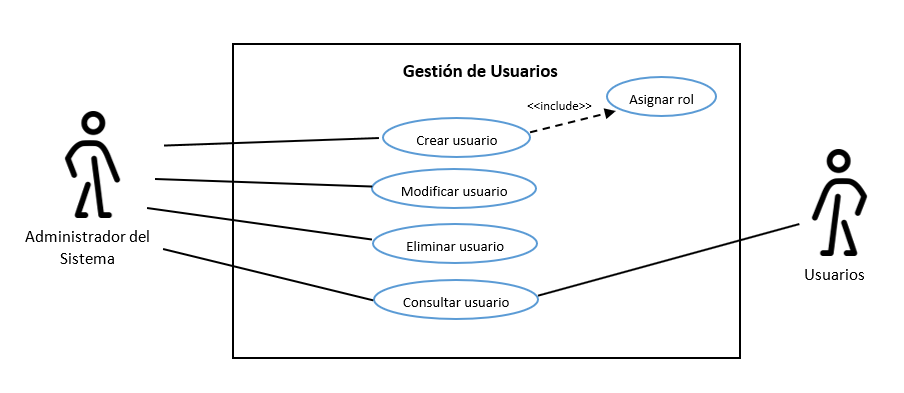 Gestión de Usuarios
<<include>>
Asignar rol
Crear usuario
Modificar usuario
Eliminar usuario
Consultar usuario
Administrador del
Sistema
Usuarios